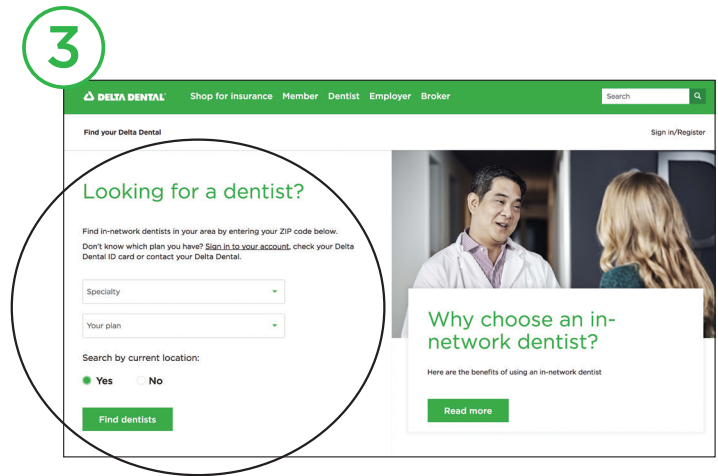 3
DELTA DENTAL®
Shop for insurance Member Dentist Employer Broker
Search
Find your Delta Dental
Sign in/Register
Looking for a dentist?
Find in-network dentists in your area by entering your ZIP code below.
Don't know which plan you have? Sign in to your account, check your Delta
Dental ID card or contact your Delta Dental.
Specialty
Your plan
Search by current location:
Yes No
Find dentists
Why choose an in-
network dentist?
Here are the benefits of using an in-network dentist
Read more